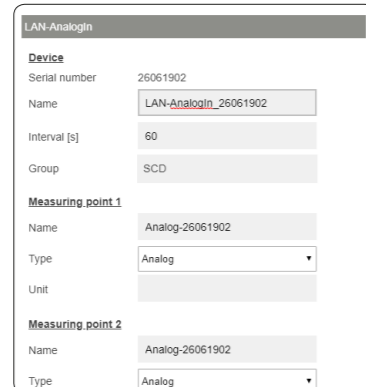 LAN-AnalogIn
Device
Serial number 26061902
Name LAN-AnalogIn_26061902
Interval [s] 60
Group SCD
Measuring point 1
Name Analog-26061902
Type Analog
Unit
Measuring point 2
Name Analog-26061902
Type Analog